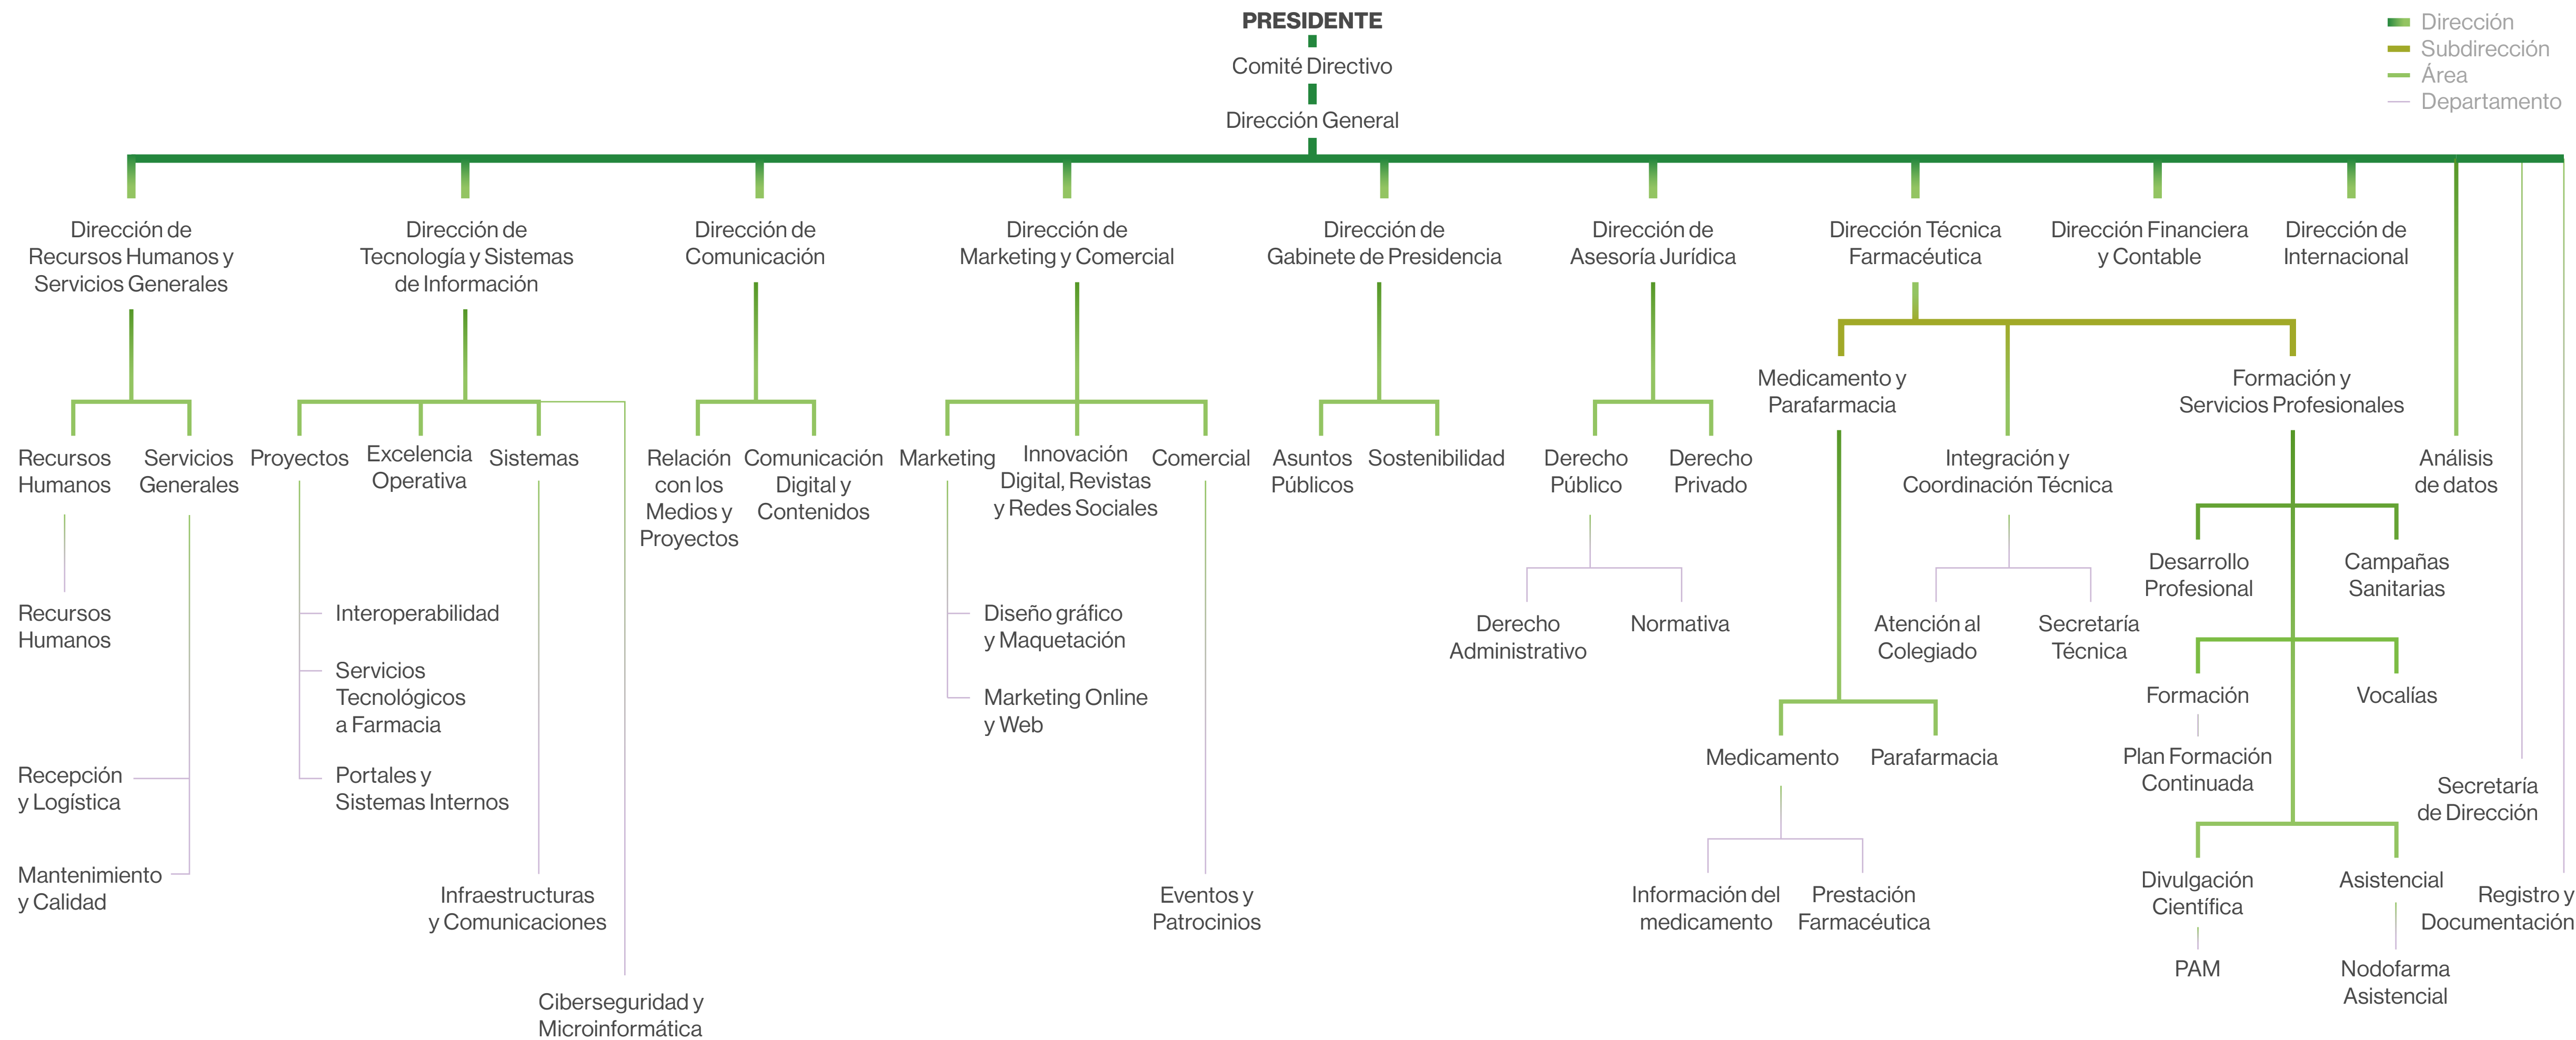 PRESIDENTE
Comité Directivo
Dirección General
Dirección
Subdirección
Área
Departamento
Dirección de
Recursos Humanos y
Servicios Generales
Dirección de
Tecnología y Sistemas
de Información
Dirección de
Comunicación
Dirección de
Marketing y Comercial
Dirección de
Gabinete de Presidencia
Dirección de
Asesoría Jurídica
Dirección Técnica
Farmacéutica
Dirección Financiera
y Contable
Dirección de
Internacional
Medicamento y
Parafarmacia
Formación y
Servicios Profesionales
Recursos
Humanos
Servicios
Generales
Proyectos
Excelencia
Operativa
Sistemas
Relación
con los
Medios y
Proyectos
Comunicación
Digital y
Contenidos
Marketing
Innovación
Digital, Revistas
y Redes Sociales
Comercial
Asuntos
Públicos
Sostenibilidad
Derecho
Público
Derecho
Privado
Integración y
Coordinación Técnica
Análisis
de datos
Desarrollo
Profesional
Campañas
Sanitarias
Recursos
Humanos
Interoperabilidad
Servicios
Tecnológicos
a Farmacia
Portales y
Sistemas Internos
Diseño gráfico
y Maquetación
Marketing Online
y Web
Derecho
Administrativo
Normativa
Atención al
Colegiado
Secretaría
Técnica
Formación
Vocalías
Plan Formación
Continuada
Medicamento
Parafarmacia
Recepción
y Logística
Secretaría
de Dirección
Mantenimiento
y Calidad
Infraestructuras
y Comunicaciones
Eventos y
Patrocinios
Información del
medicamento
Prestación
Farmacéutica
Divulgación
Científica
Asistencial
Registro y
Documentación
PAM
Nodofarma
Asistencial
Ciberseguridad y
Microinformática